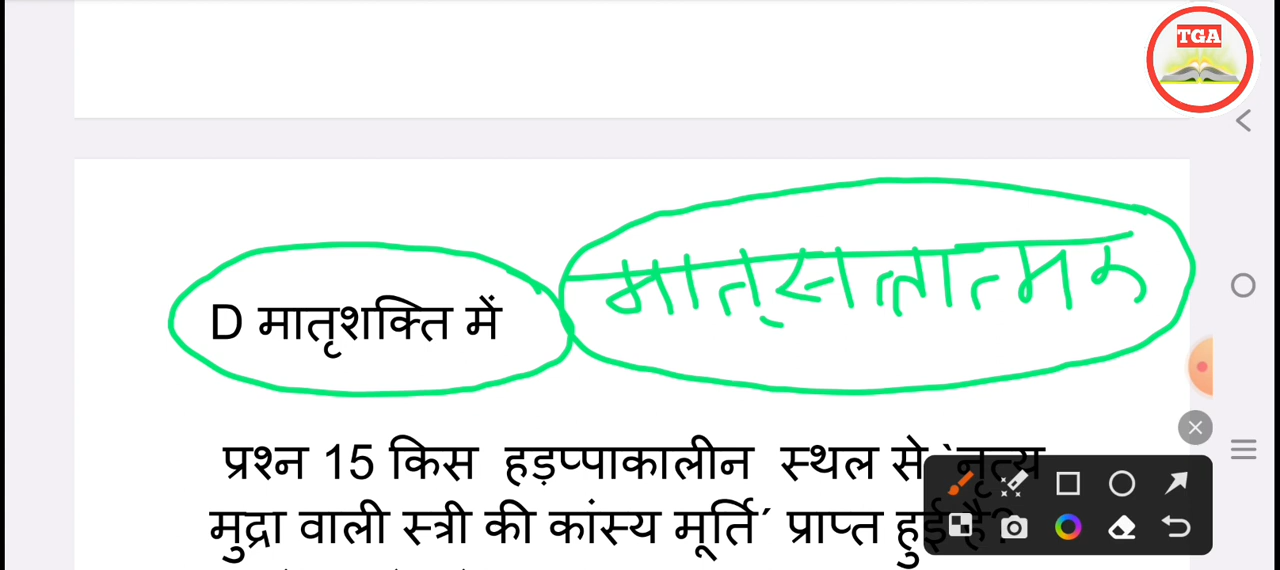 TGA
D मातृशक्ति में
मातृसत्तात्मक
प्रश्न 15 किस हड़प्पाकालीन स्थल से `नृत्य
मुद्रा वाली स्त्री की कांस्य मूर्ति´ प्राप्त हुई है?